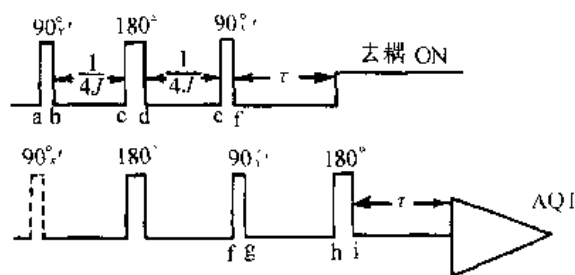 90° 180° 90°
1/4J 1/4J τ 去耦 ON
a b c d e f
90° 180° 90° 180°
τ AQT
f g h i